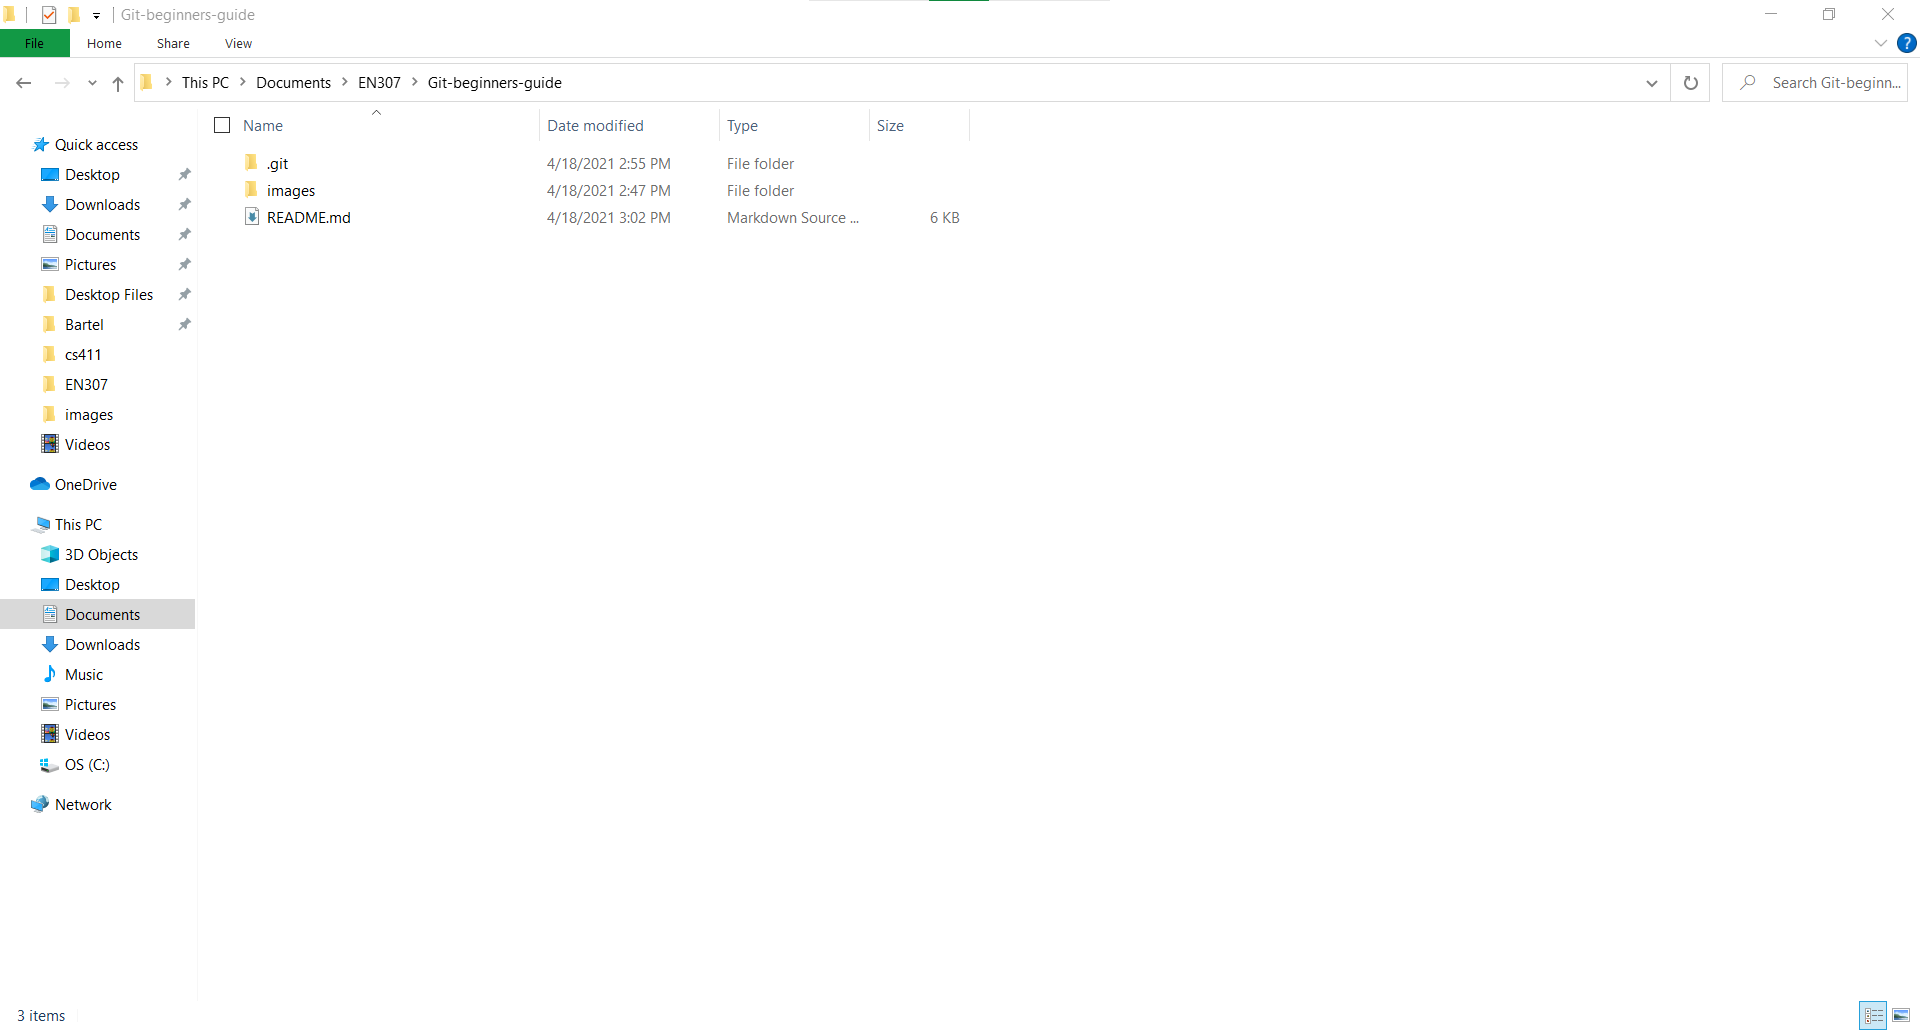 Git-beginners-guide
File Home Share View
This PC Documents EN307 Git-beginners-guide Search Git-beginn...
Name Date modified Type Size
.git 4/18/2021 2:55 PM File folder
images 4/18/2021 2:47 PM File folder
README.md 4/18/2021 3:02 PM Markdown Source ... 6 KB
Quick access
Desktop
Downloads
Documents
Pictures
Desktop Files
Bartel
cs411
EN307
images
Videos
OneDrive
This PC
3D Objects
Desktop
Documents
Downloads
Music
Pictures
Videos
OS (C:)
Network
3 items